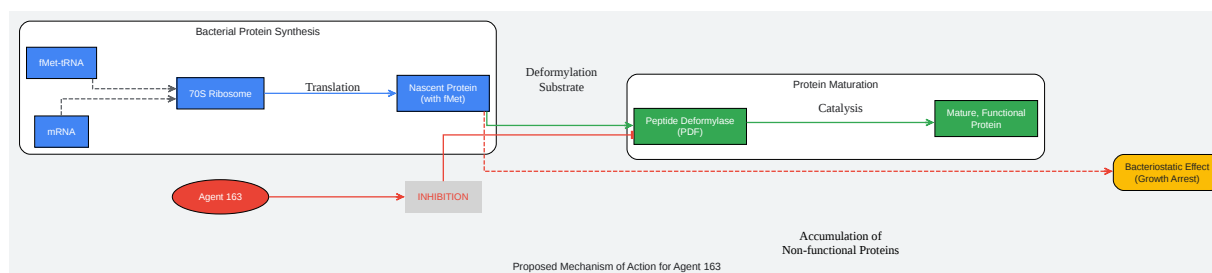 Bacterial Protein Synthesis
fMet-tRNA
mRNA
70S Ribosome
Translation
Nascent Protein
(with fMet)
Deformylation
Substrate
Protein Maturation
Peptide Deformylase
(PDF)
Catalysis
Mature, Functional
Protein
Agent 163
INHIBITION
Bacteriostatic Effect
(Growth Arrest)
Accumulation of
Non-functional Proteins
Proposed Mechanism of Action for Agent 163